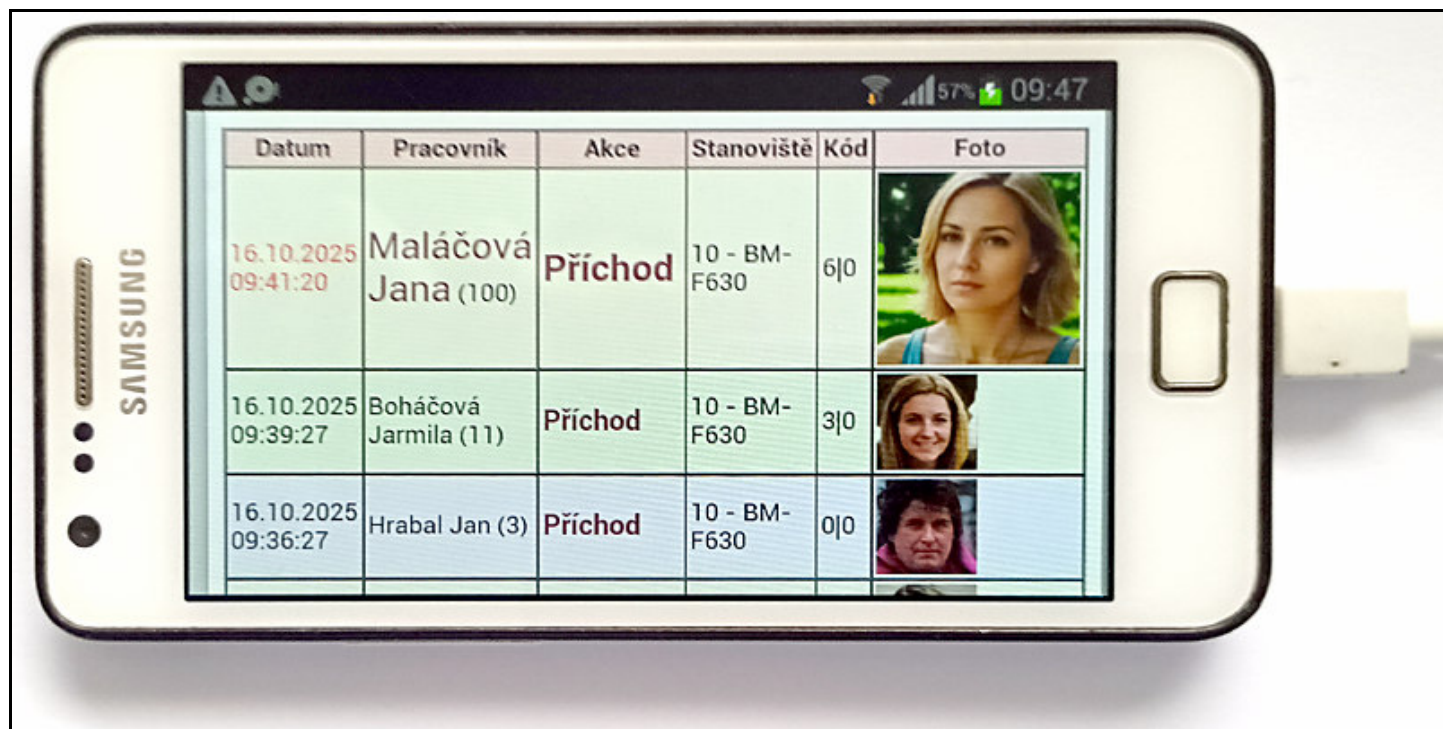 57% 09:47
SAMSUNG
Datum Pracovník Akce Stanoviště Kód Foto
16.10.2025 Maláčová Příchod 10 - BM- 6|0
09:41:20 Jana (100) F630
16.10.2025 Boháčová Příchod 10 - BM- 3|0
09:39:27 Jarmila (11) F630
16.10.2025 Hrabal Jan (3) Příchod 10 - BM- 0|0
09:36:27 F630